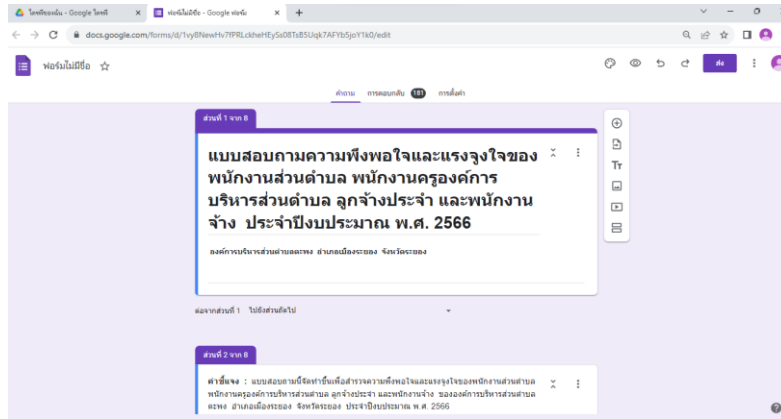 ไดรฟ์ของฉัน - Google ไดรฟ์
ฟอร์มไม่มีชื่อ - Google ฟอร์ม
docs.google.com/forms/d/1vy8NewHv7fPRLckheHEySs08TsB5Uqk7AFYb5joY1k0/edit
ฟอร์มไม่มีชื่อ
ส่ง
คำถาม การตอบกลับ 181 การตั้งค่า
ส่วนที่ 1 จาก 8
แบบสอบถามความพึงพอใจและแรงจูงใจของ
พนักงานส่วนตำบล พนักงานครูองค์การ
บริหารส่วนตำบล ลูกจ้างประจำ และพนักงาน
จ้าง ประจำปีงบประมาณ พ.ศ. 2566
องค์การบริหารส่วนตำบลตะพง อำเภอเมืองระยอง จังหวัดระยอง
Tт
ต่อจากส่วนที่ 1 ไปยังส่วนถัดไป
ส่วนที่ 2 จาก 8
คำชี้แจง : แบบสอบถามนี้จัดทำขึ้นเพื่อสำรวจความพึงพอใจและแรงจูงใจของพนักงานส่วนตำบล
พนักงานครูองค์การบริหารส่วนตำบล ลูกจ้างประจำ และพนักงานจ้าง ขององค์การบริหารส่วนตำบล
ตะพง อำเภอเมืองระยอง จังหวัดระยอง ประจำปีงบประมาณ พ.ศ. 2566